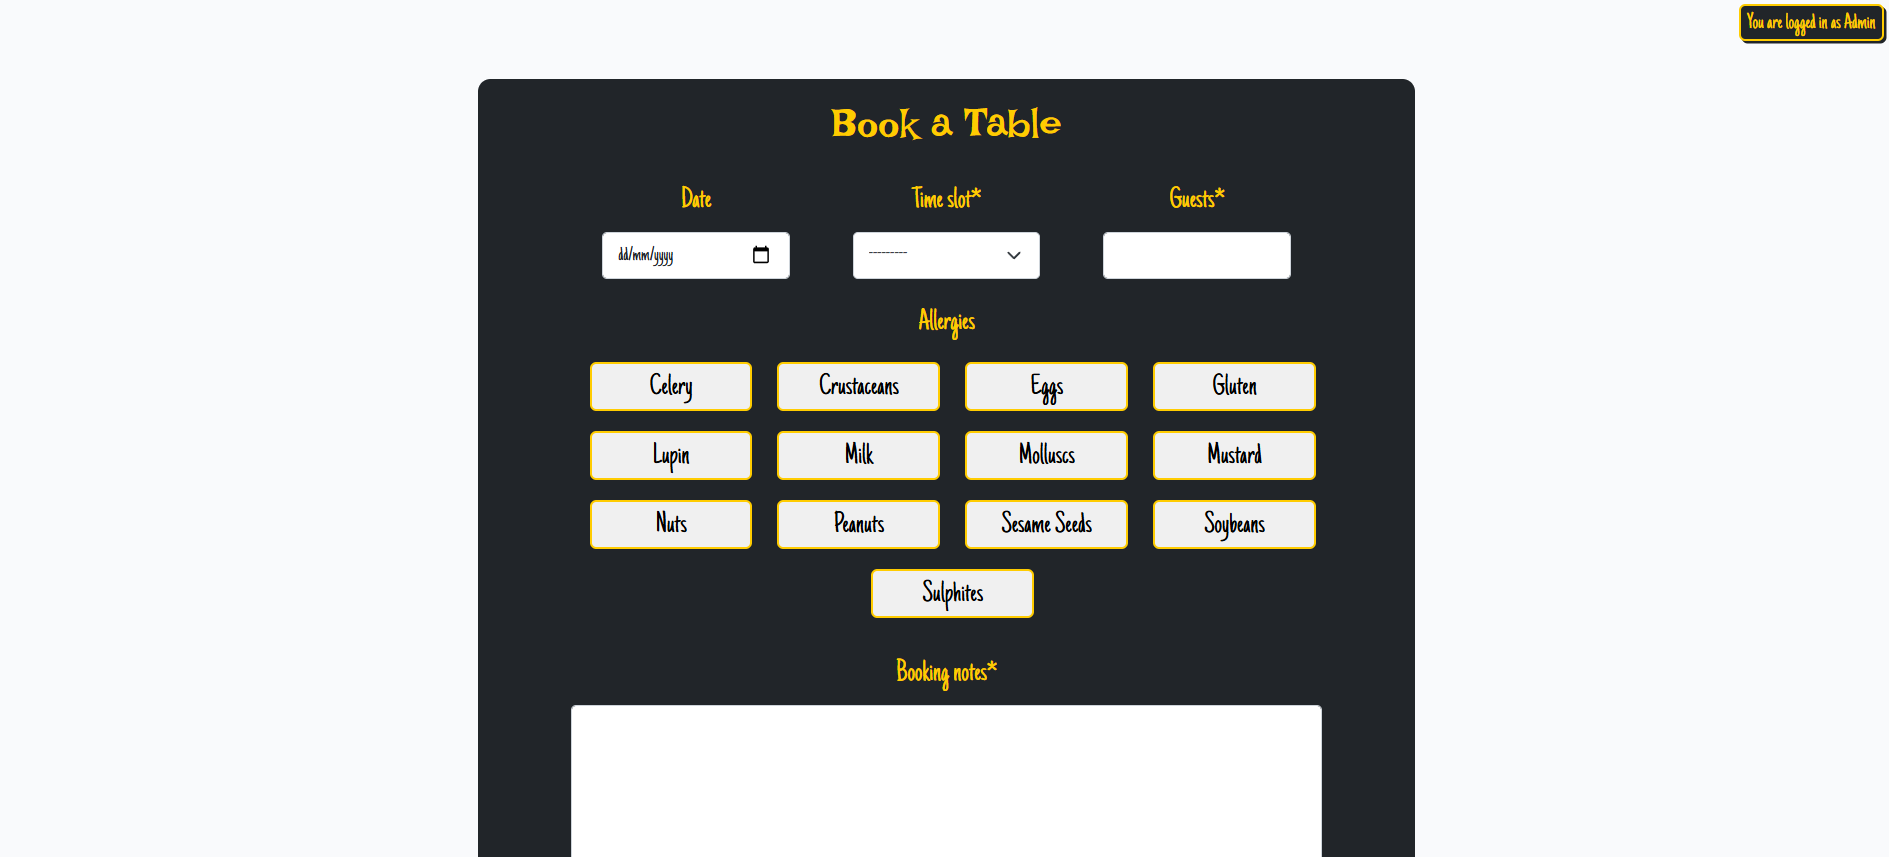 You are logged in as Admin
Book a Table
Date Time slot* Guests*
dd/mm/yyyy ---------
Allergies
Celery Crustaceans Eggs Gluten
Lupin Milk Molluscs Mustard
Nuts Peanuts Sesame Seeds Soybeans
Sulphites
Booking notes*